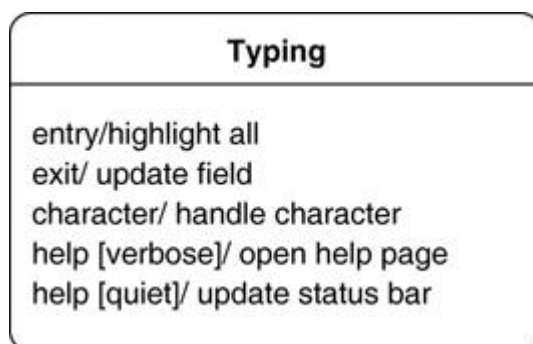 Typing
entry/highlight all
exit/ update field
character/ handle character
help [verbose]/ open help page
help [quiet]/ update status bar